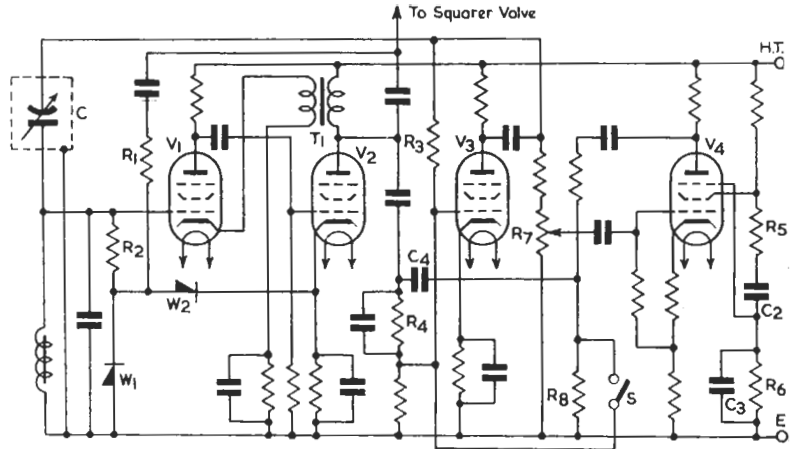 To Squarer Valve
H.T.
C
R1
V1
T1
V2
R3
V3
V4
R2
R7
R5
W2
C4
C2
R4
W1
R8
S
C3
R6
E